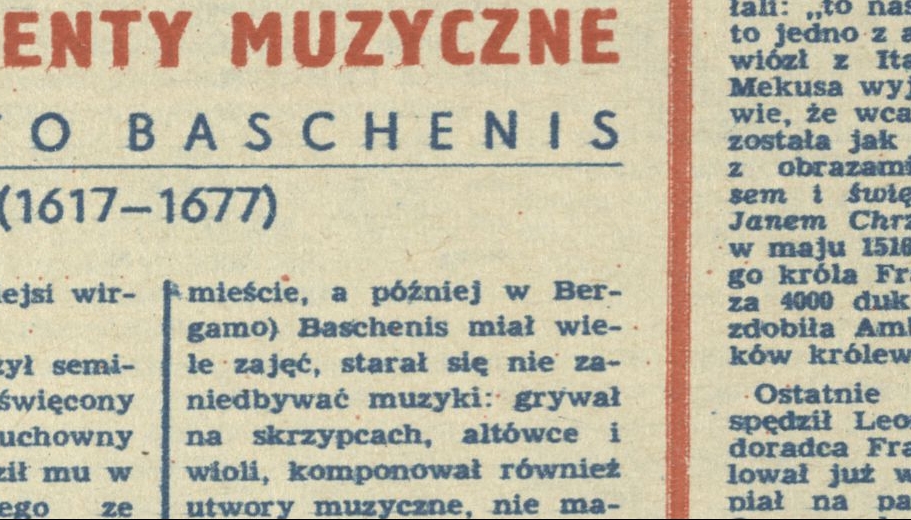 ENTY MUZYCZNE
O BASCHENIS
(1617–1677)
ejsi wir-
ył semi-
święcony
uchowny
ził mu w
ego ze
mieście, a później w Ber-
gamo) Baschenis miał wie-
le zajęć, starał się nie za-
niedbywać muzyki: grywał
na skrzypcach, altówce i
wioli, komponował również
utwory muzyczne, nie ma-
łali: „to nas
to jedno z a
wiózł z Ita
Mekusa wyj
wie, że wca
została jak
z obrazami
sem i świę
Janem Chrz
w maju 1516
go króla Fr
za 4000 duk
zdobiła Amb
ków królew
Ostatnie
spędził Leo
doradca Fra
lował już w
piał na pa